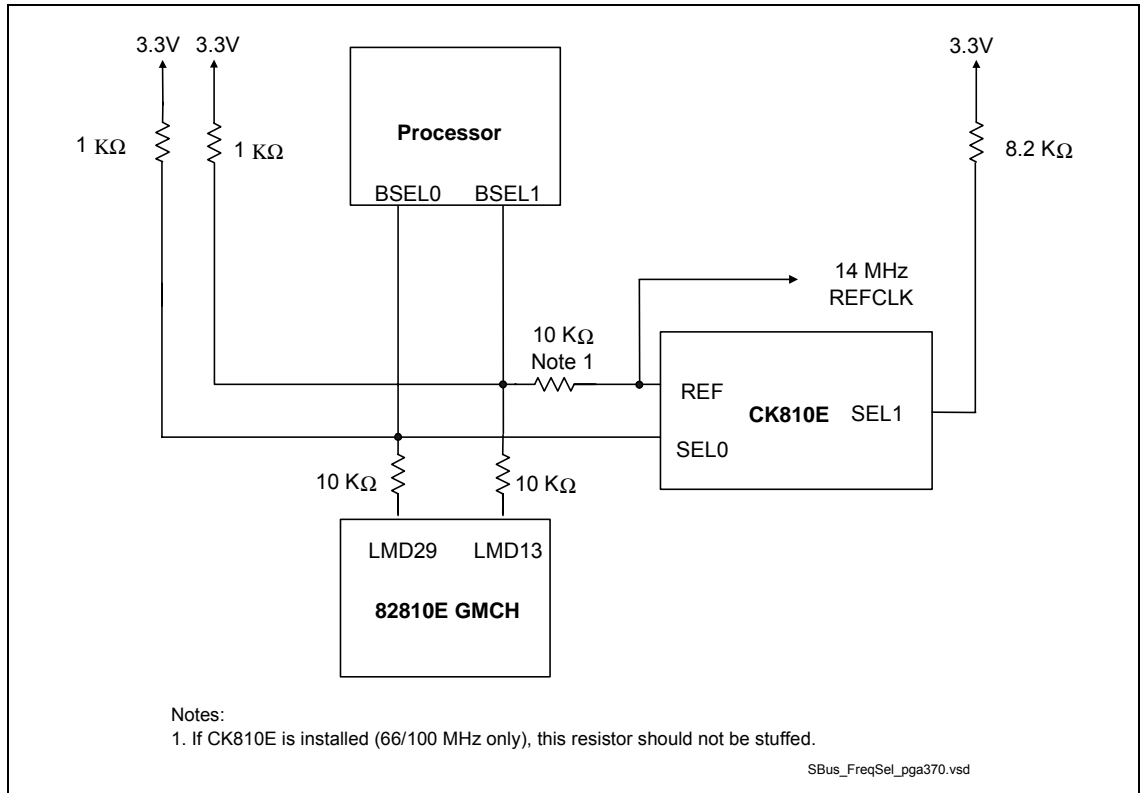 3.3V 3.3V
3.3V
1 KΩ
1 KΩ
8.2 KΩ
Processor
BSEL0 BSEL1
14 MHz
REFCLK
10 KΩ
Note 1
REF
CK810E SEL1
SEL0
10 KΩ
10 KΩ
LMD29 LMD13
82810E GMCH
Notes:
1. If CK810E is installed (66/100 MHz only), this resistor should not be stuffed.
SBus_FreqSel_pga370.vsd